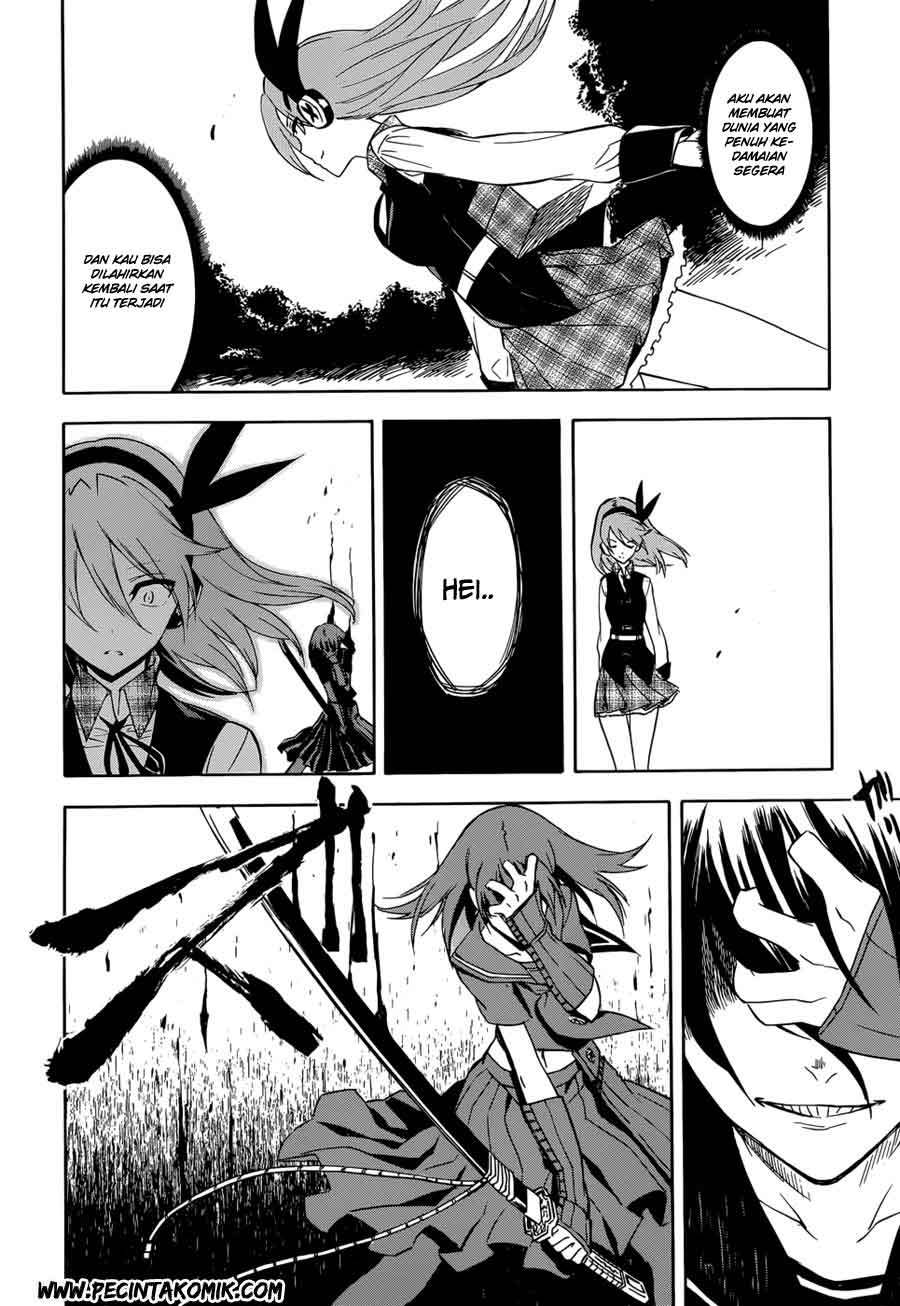 AKU AKAN
MEMBUAT
DUNIA YANG
PENUH KE-
DAMAIAN
SEGERA
DAN KAU BISA
DILAHIRKAN
KEMBALI SAAT
ITU TERJADI
HEI..
WWW.PECINTAKOMIK.COM